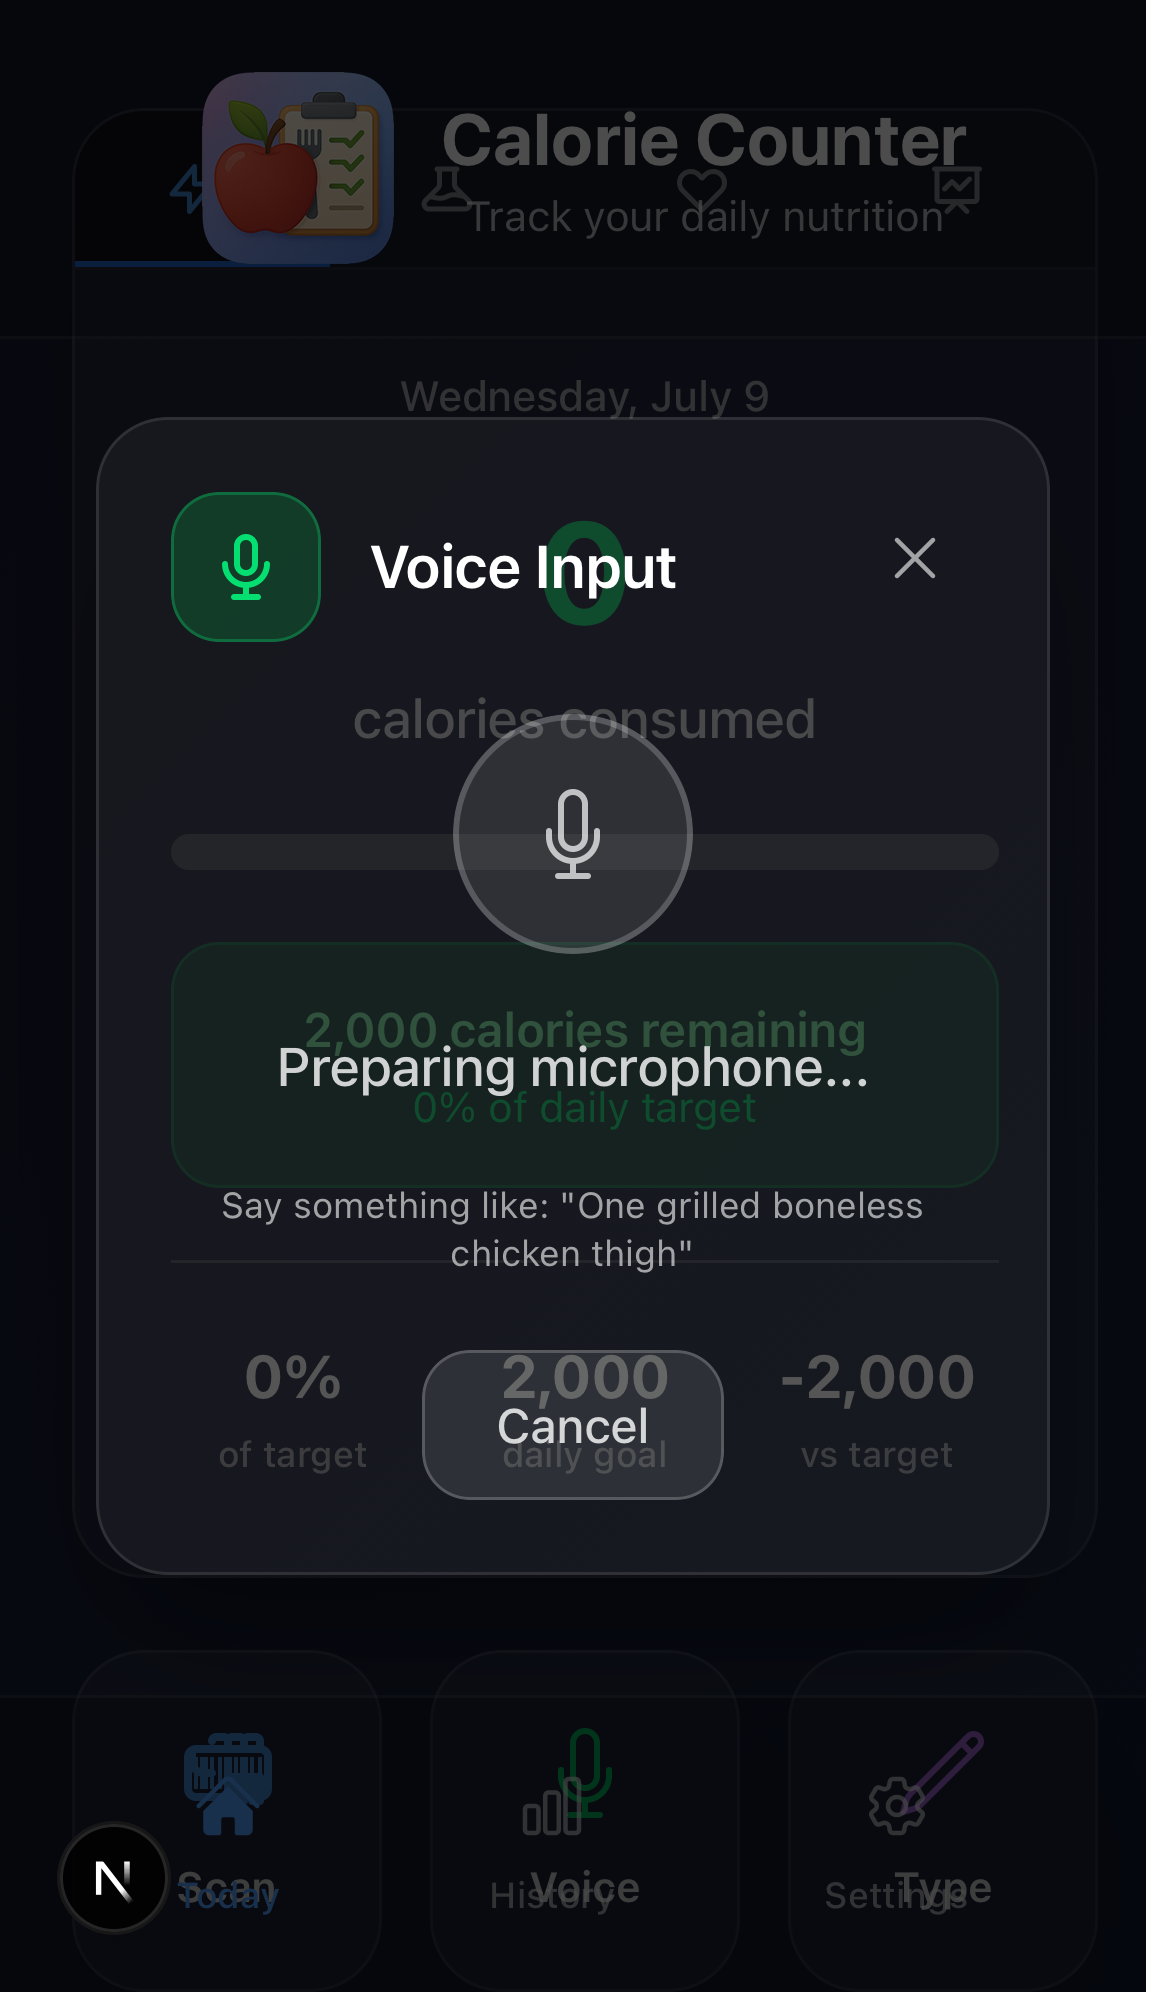 Calorie Counter
Track your daily nutrition
Wednesday, July 9
Voice Input
0
calories consumed
2,000 calories remaining
Preparing microphone...
0% of daily target
Say something like: "One grilled boneless
chicken thigh"
0%
2,000
-2,000
Cancel
of target
daily goal
vs target
N
Scan
Today
Voice
History
Type
Settings